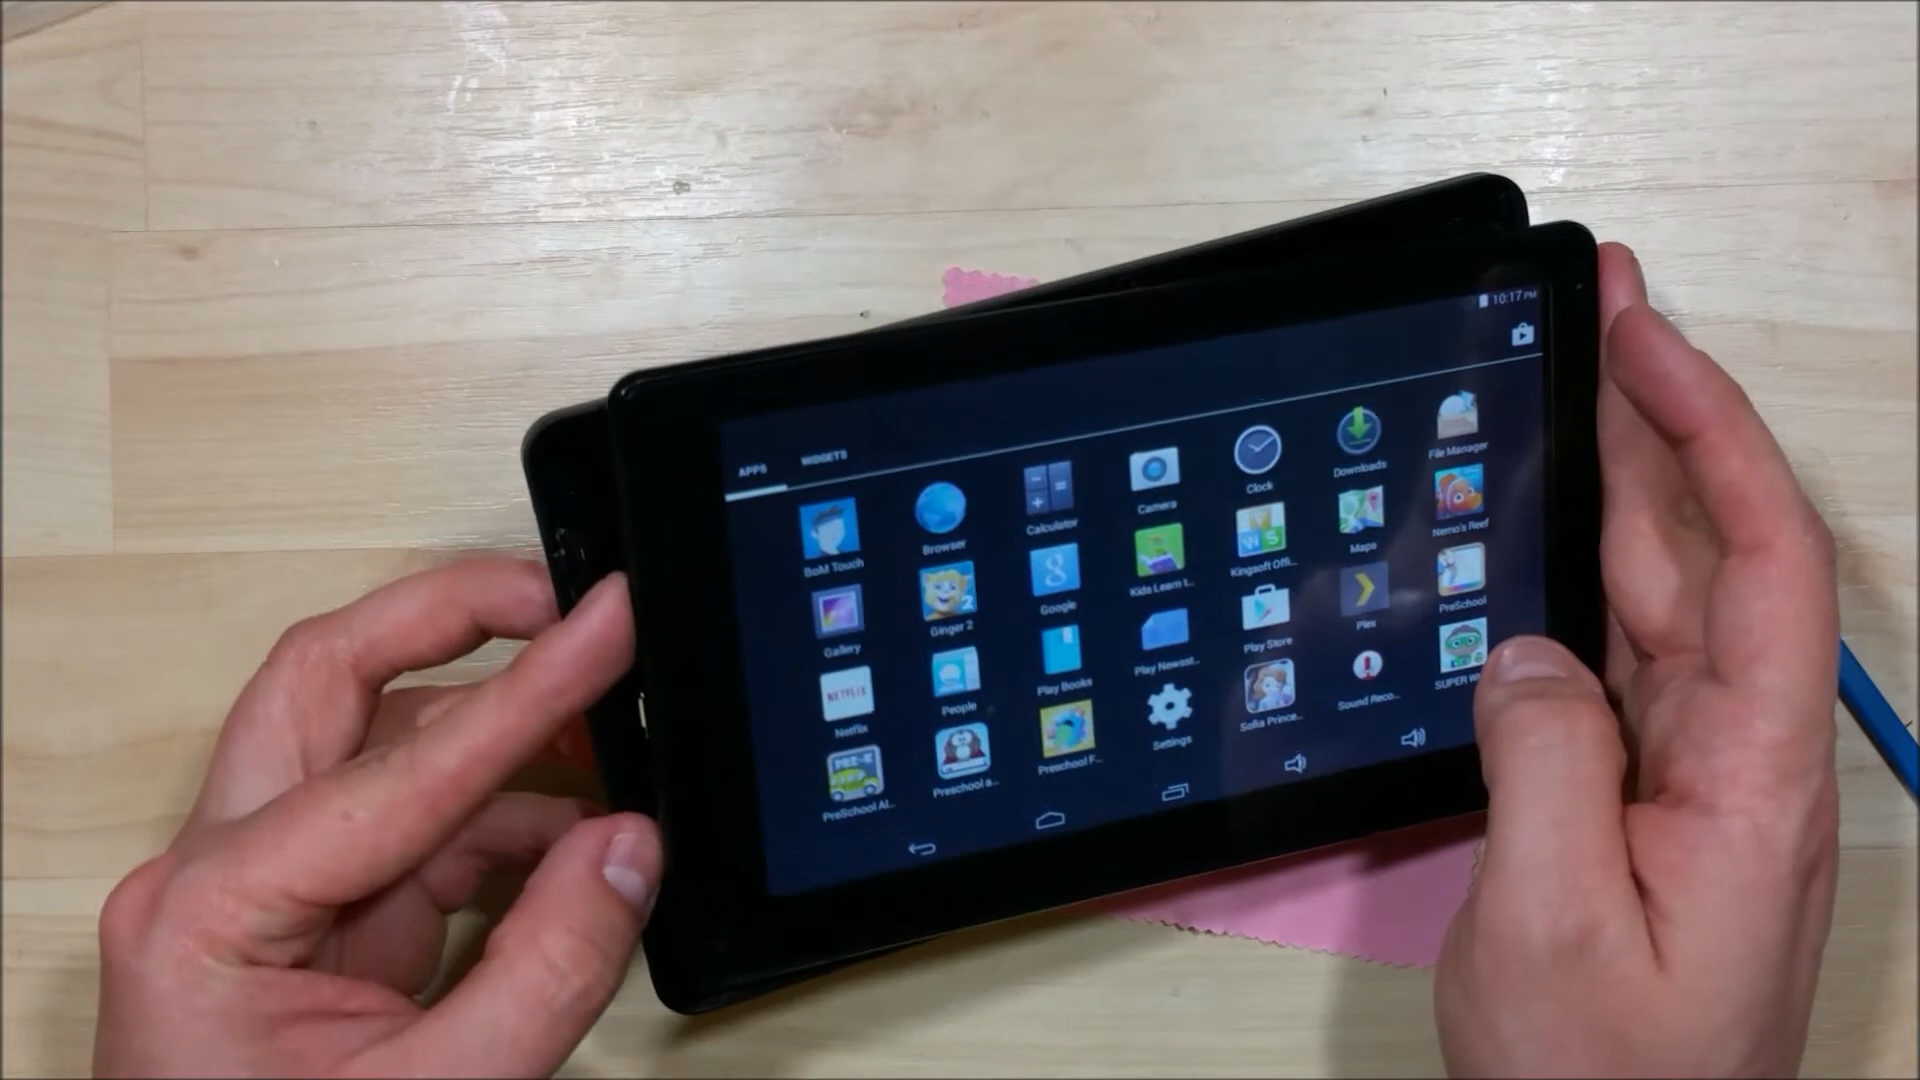 10:17 PM
APPS WIDGETS
BoM Touch Browser Calculator Camera Clock Downloads File Manager
Gallery Ginger 2 Google Kids Learn t... Kingsoft Offi... Maps Nemo's Reef
NETFLIX
Netflix People Play Books Play Newsst... Play Store Plex PreSchool
PRE-K
PreSchool Al... Preschool a... Preschool F... Settings Sofia Prince... Sound Reco... SUPER W